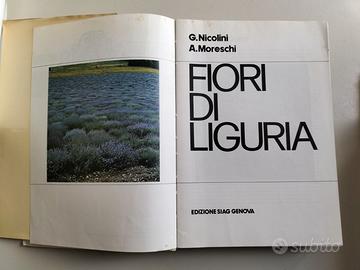 G. Nicolini
A. Moreschi
FIORI
DI
LIGURIA
EDIZIONE SIAG GENOVA
subito